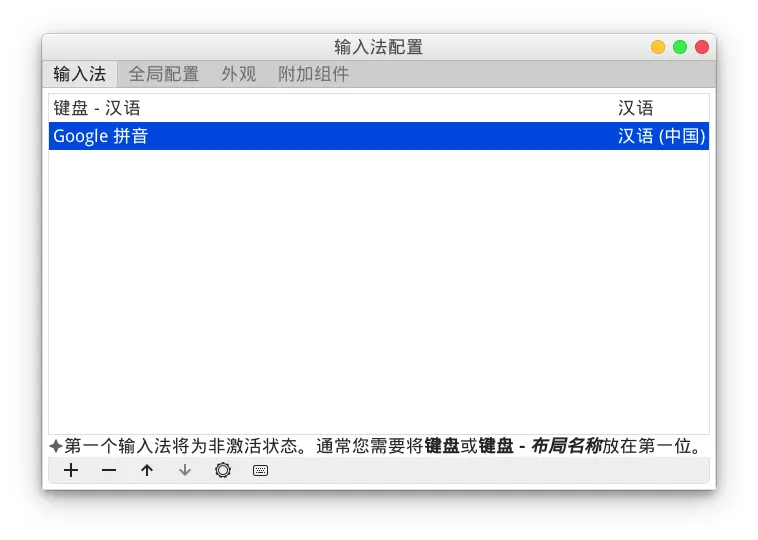 输入法配置
输入法 全局配置 外观 附加组件
键盘 - 汉语 汉语
Google 拼音 汉语 (中国)
第一个输入法将为非激活状态。通常您需要将键盘或键盘 - 布局名称放在第一位。